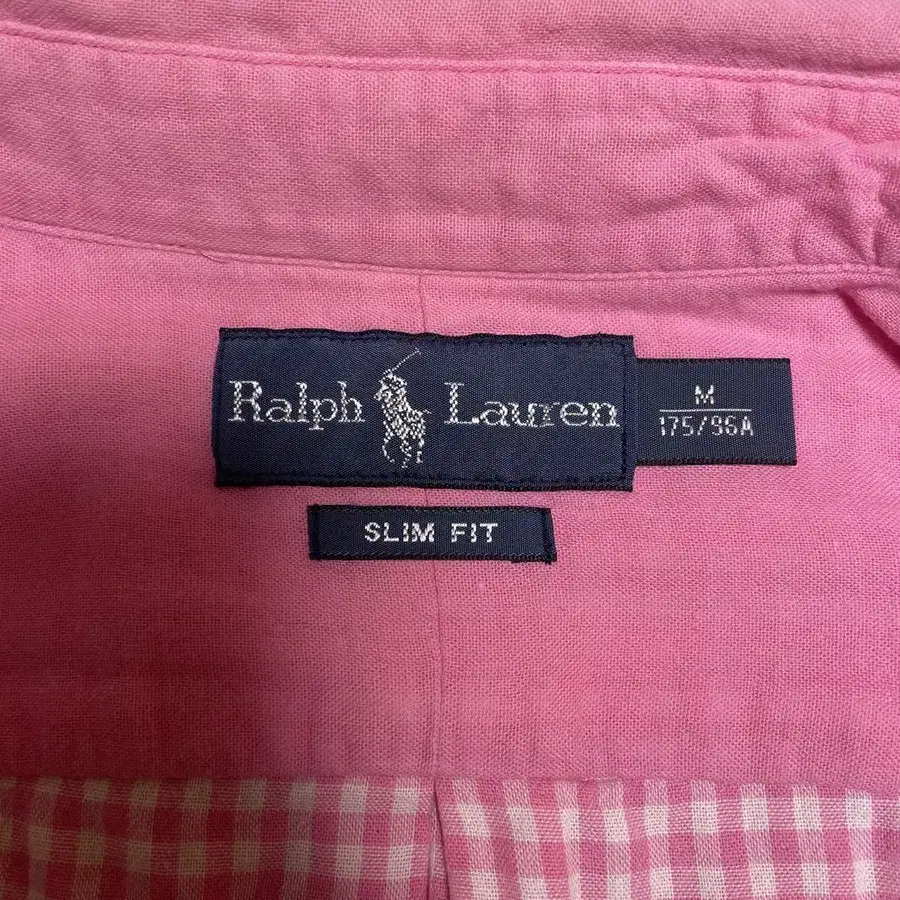 Ralph Lauren
M
175/96A
SLIM FIT